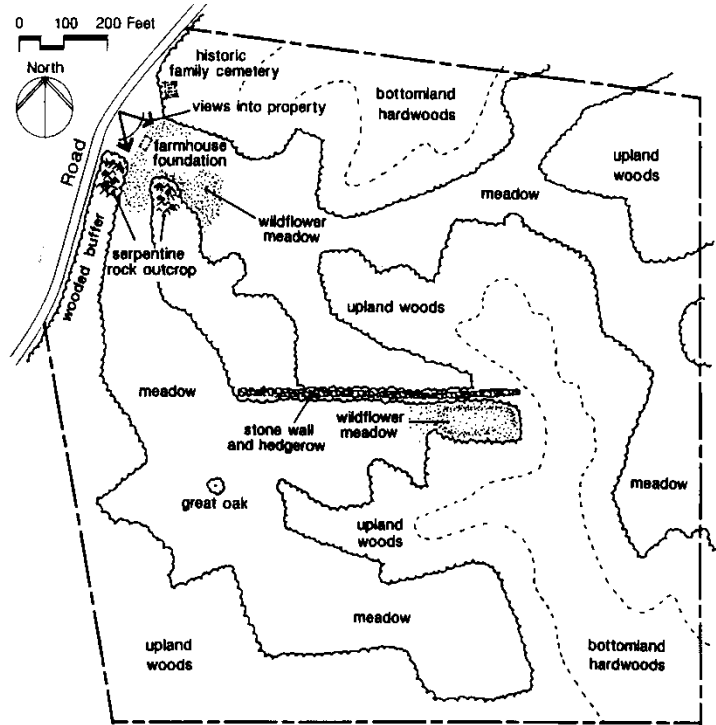 0 100 200 Feet
North
historic
family cemetery
views into property
bottomland
hardwoods
Road
farmhouse
foundation
upland
woods
meadow
wildflower
meadow
serpentine
rock outcrop
wooded buffer
upland woods
meadow
stone wall
and hedgerow
wildflower
meadow
great oak
meadow
upland
woods
meadow
upland
woods
bottomland
hardwoods